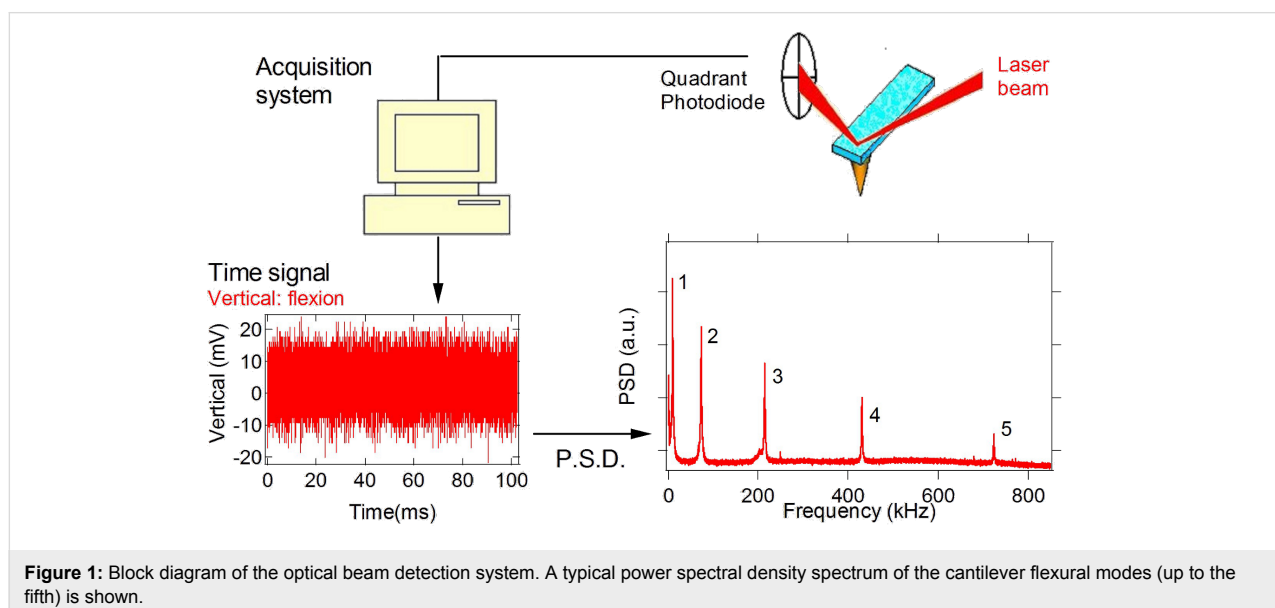 Acquisition
system
Quadrant
Photodiode
Laser
beam
Time signal
Vertical: flexion
Vertical (mV)
20
10
0
-10
-20
0
20
40
60
80
100
Time(ms)
P.S.D.
PSD (a.u.)
1
2
3
4
5
0
200
400
600
800
Frequency (kHz)
Figure 1: Block diagram of the optical beam detection system. A typical power spectral density spectrum of the cantilever flexural modes (up to the
fifth) is shown.